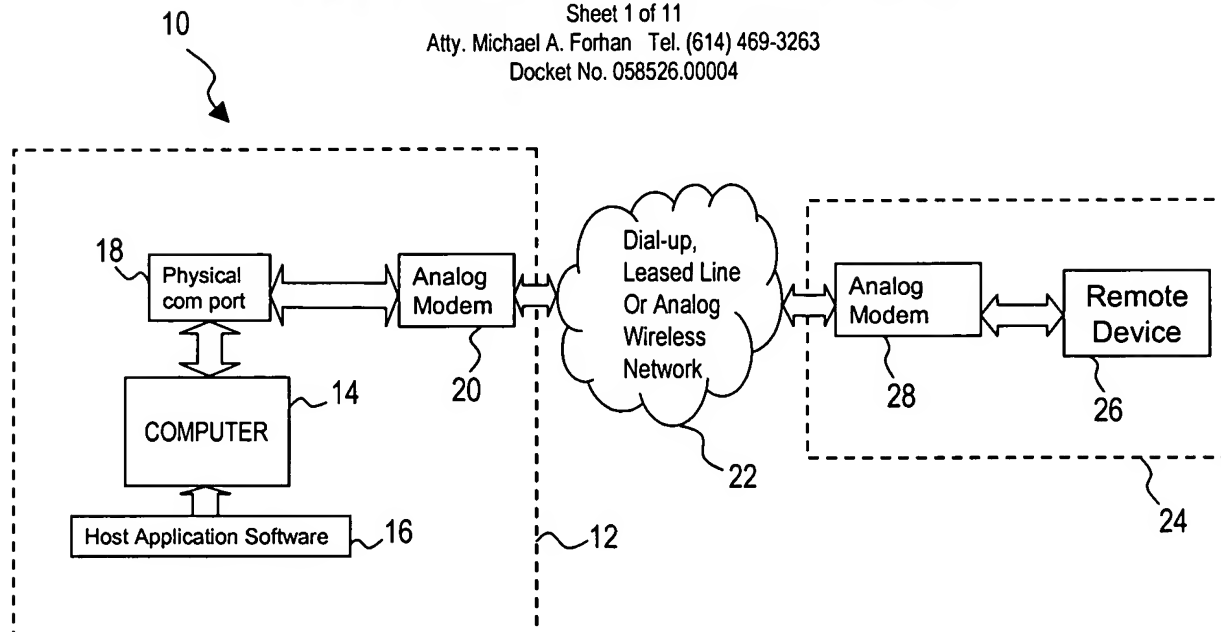 Sheet 1 of 11
Atty. Michael A. Forhan Tel. (614) 469-3263
Docket No. 058526.00004
10
18
Physical
com port
Analog
Modem
20
Dial-up,
Leased Line
Or Analog
Wireless
Network
22
Analog
Modem
28
Remote
Device
26
COMPUTER
14
Host Application Software
16
12
24